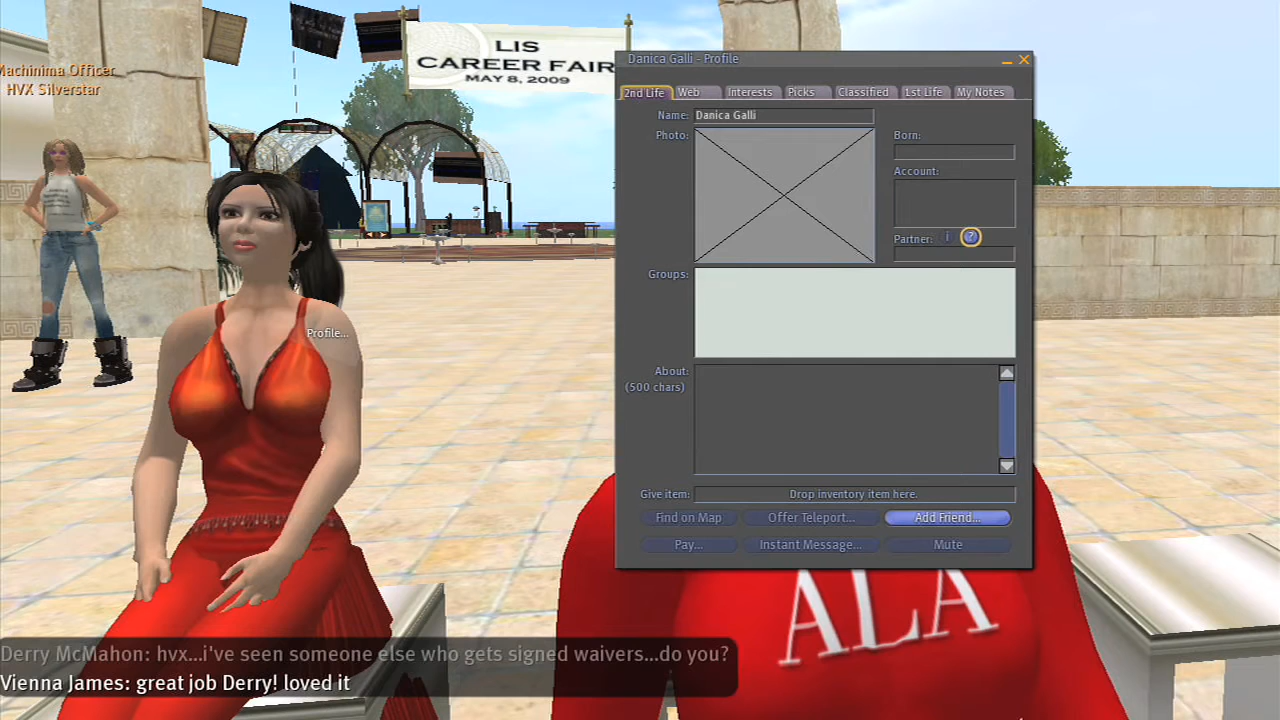 LIS
CAREER FAIR
MAY 8, 2009
Machinima Officer
HVX Silverstar
Danica Galli - Profile
2nd Life Web Interests Picks Classified 1st Life My Notes
Name: Danica Galli
Photo:
Born:
Account:
Partner: i ?
Groups:
About:
(500 chars)
Give item: Drop inventory item here.
Find on Map Offer Teleport... Add Friend...
Pay... Instant Message... Mute
Profile...
ALA
Derry McMahon: hvx...i've seen someone else who gets signed waivers...do you?
Vienna James: great job Derry! loved it